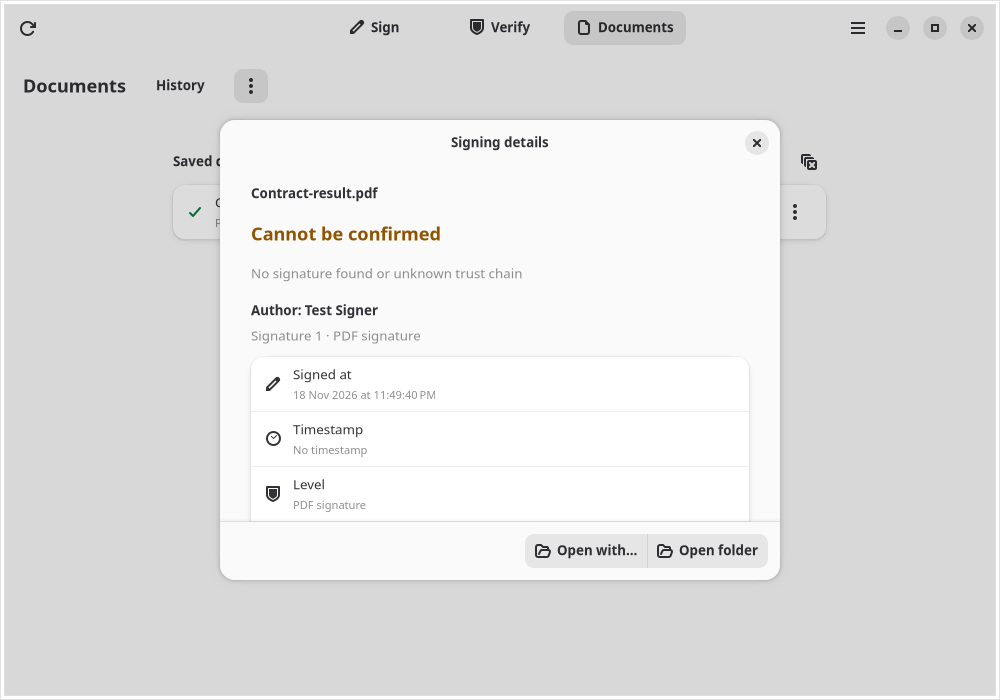 Sign
Verify
Documents
Documents
History
Signing details
Saved
Contract-result.pdf
Cannot be confirmed
No signature found or unknown trust chain
Author: Test Signer
Signature 1 · PDF signature
Signed at
18 Nov 2026 at 11:49:40 PM
Timestamp
No timestamp
Level
PDF signature
Open with...
Open folder